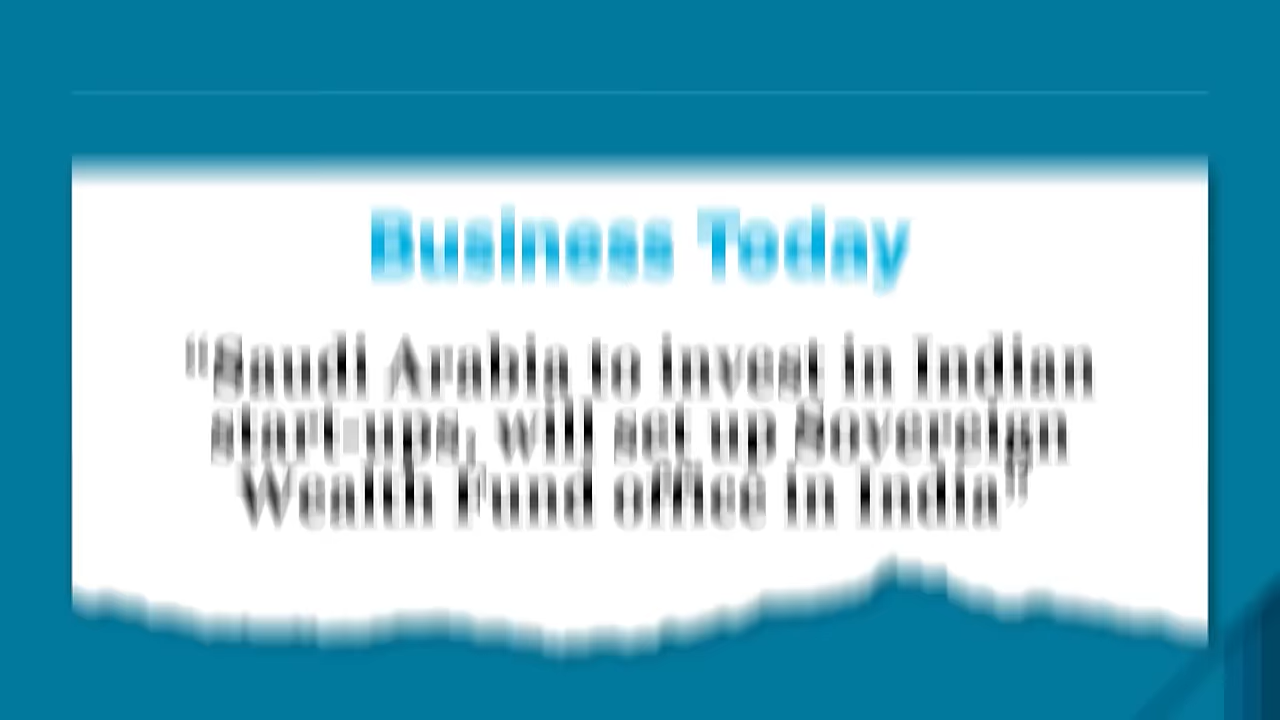 Business Today
"Saudi Arabia to invest in Indian
start-ups, will set up Sovereign
Wealth Fund office in India"